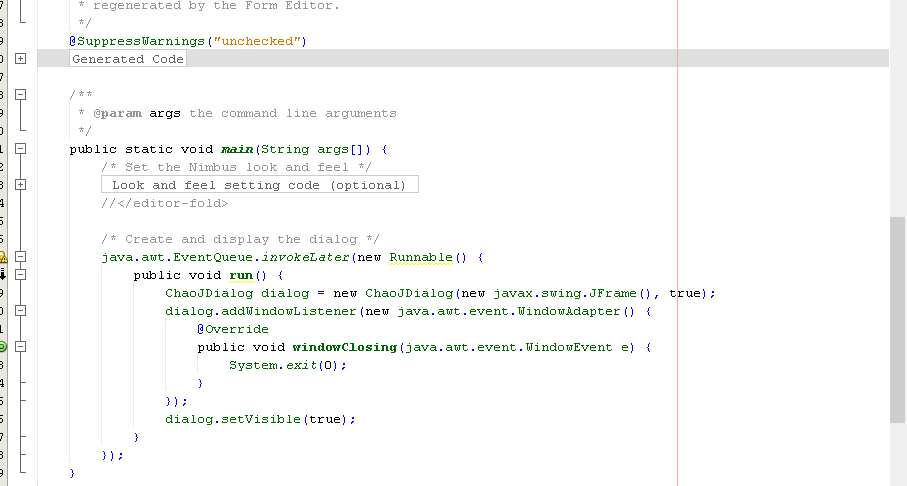 * regenerated by the Form Editor.
*/
@SuppressWarnings("unchecked")
Generated Code
/**
* @param args the command line arguments
*/
public static void main(String args[]) {
/* Set the Nimbus look and feel */
Look and feel setting code (optional)
//</editor-fold>
/* Create and display the dialog */
java.awt.EventQueue.invokeLater(new Runnable() {
public void run() {
ChaoJDialog dialog = new ChaoJDialog(new javax.swing.JFrame(), true);
dialog.addWindowListener(new java.awt.event.WindowAdapter() {
@Override
public void windowClosing(java.awt.event.WindowEvent e) {
System.exit(0);
}
});
dialog.setVisible(true);
}
});
}